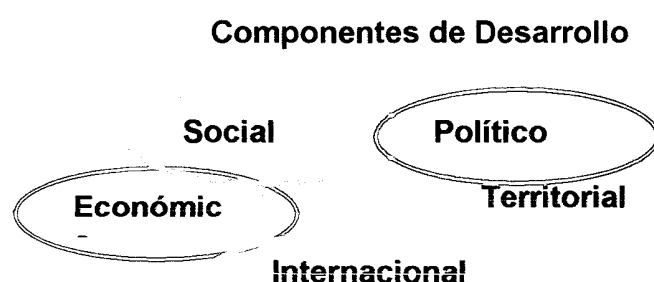 Componentes de Desarrollo
Social
Político
Económic
Territorial
Internacional